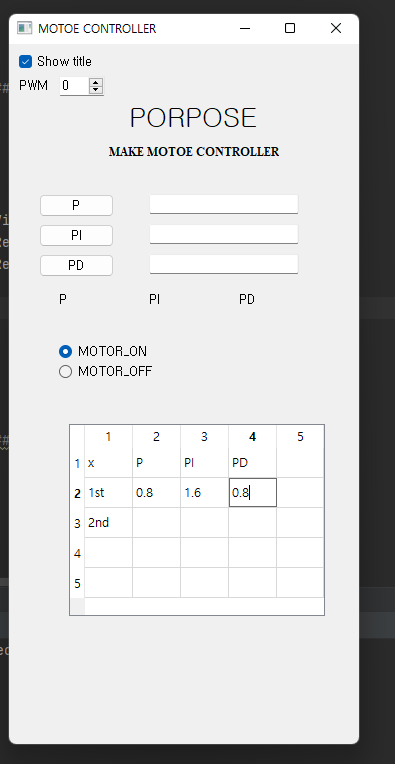 MOTOE CONTROLLER
Show title
PWM 0
PORPOSE
MAKE MOTOE CONTROLLER
P
PI
PD
P PI PD
MOTOR_ON
MOTOR_OFF
1 2 3 4 5
1 x P PI PD
2 1st 0.8 1.6 0.8
3 2nd
4
5